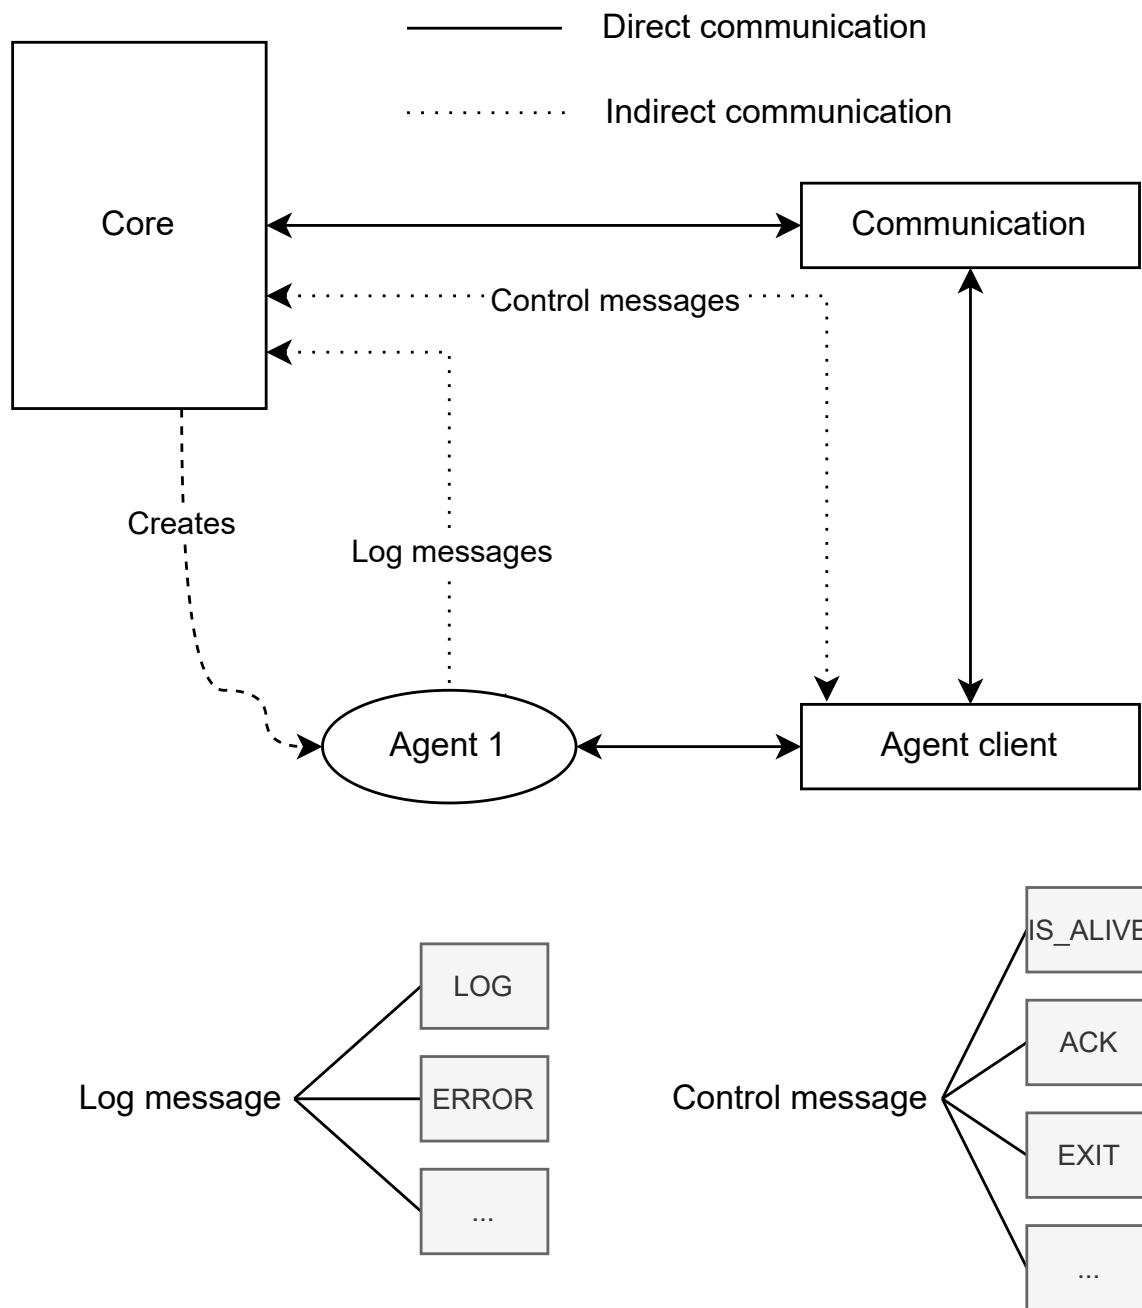 Direct communication
Indirect communication
Core
Communication
Control messages
Creates
Log messages
Agent 1
Agent client
Log message
LOG
ERROR
...
Control message
IS_ALIVE
ACK
EXIT
...